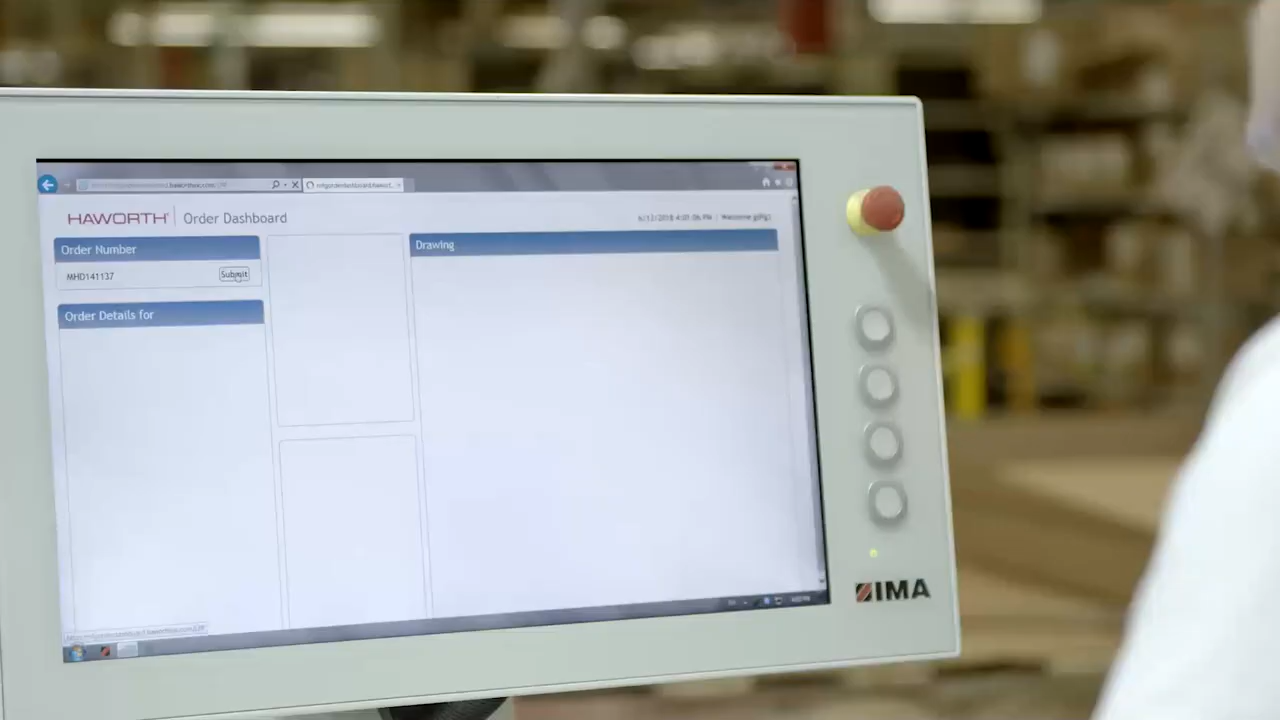 HAWORTH Order Dashboard
Order Number
MHD141137 Submit
Order Details for
Drawing
IMA